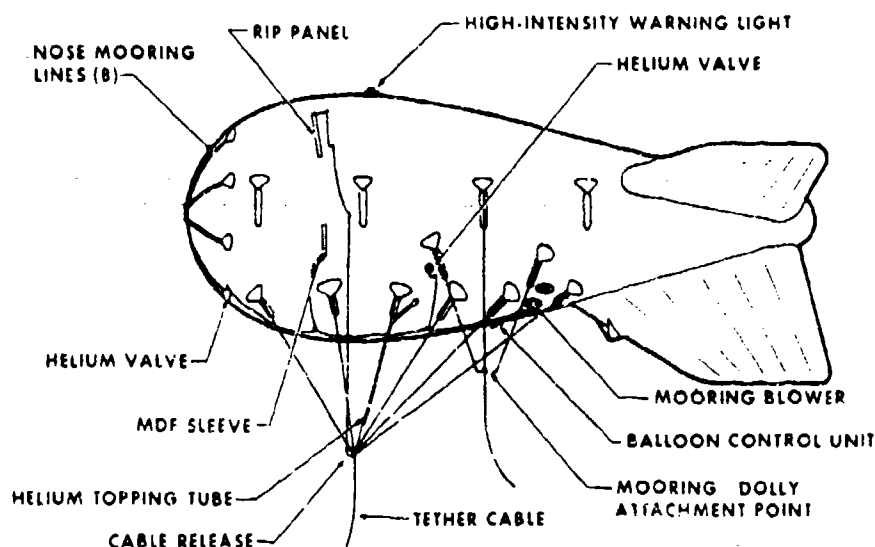 HIGH-INTENSITY WARNING LIGHT
RIP PANEL
NOSE MOORING
LINES (8)
HELIUM VALVE
HELIUM VALVE
MOORING BLOWER
MDF SLEEVE
BALLOON CONTROL UNIT
HELIUM TOPPING TUBE
MOORING DOLLY
ATTACHMENT POINT
TETHER CABLE
CABLE RELEASE